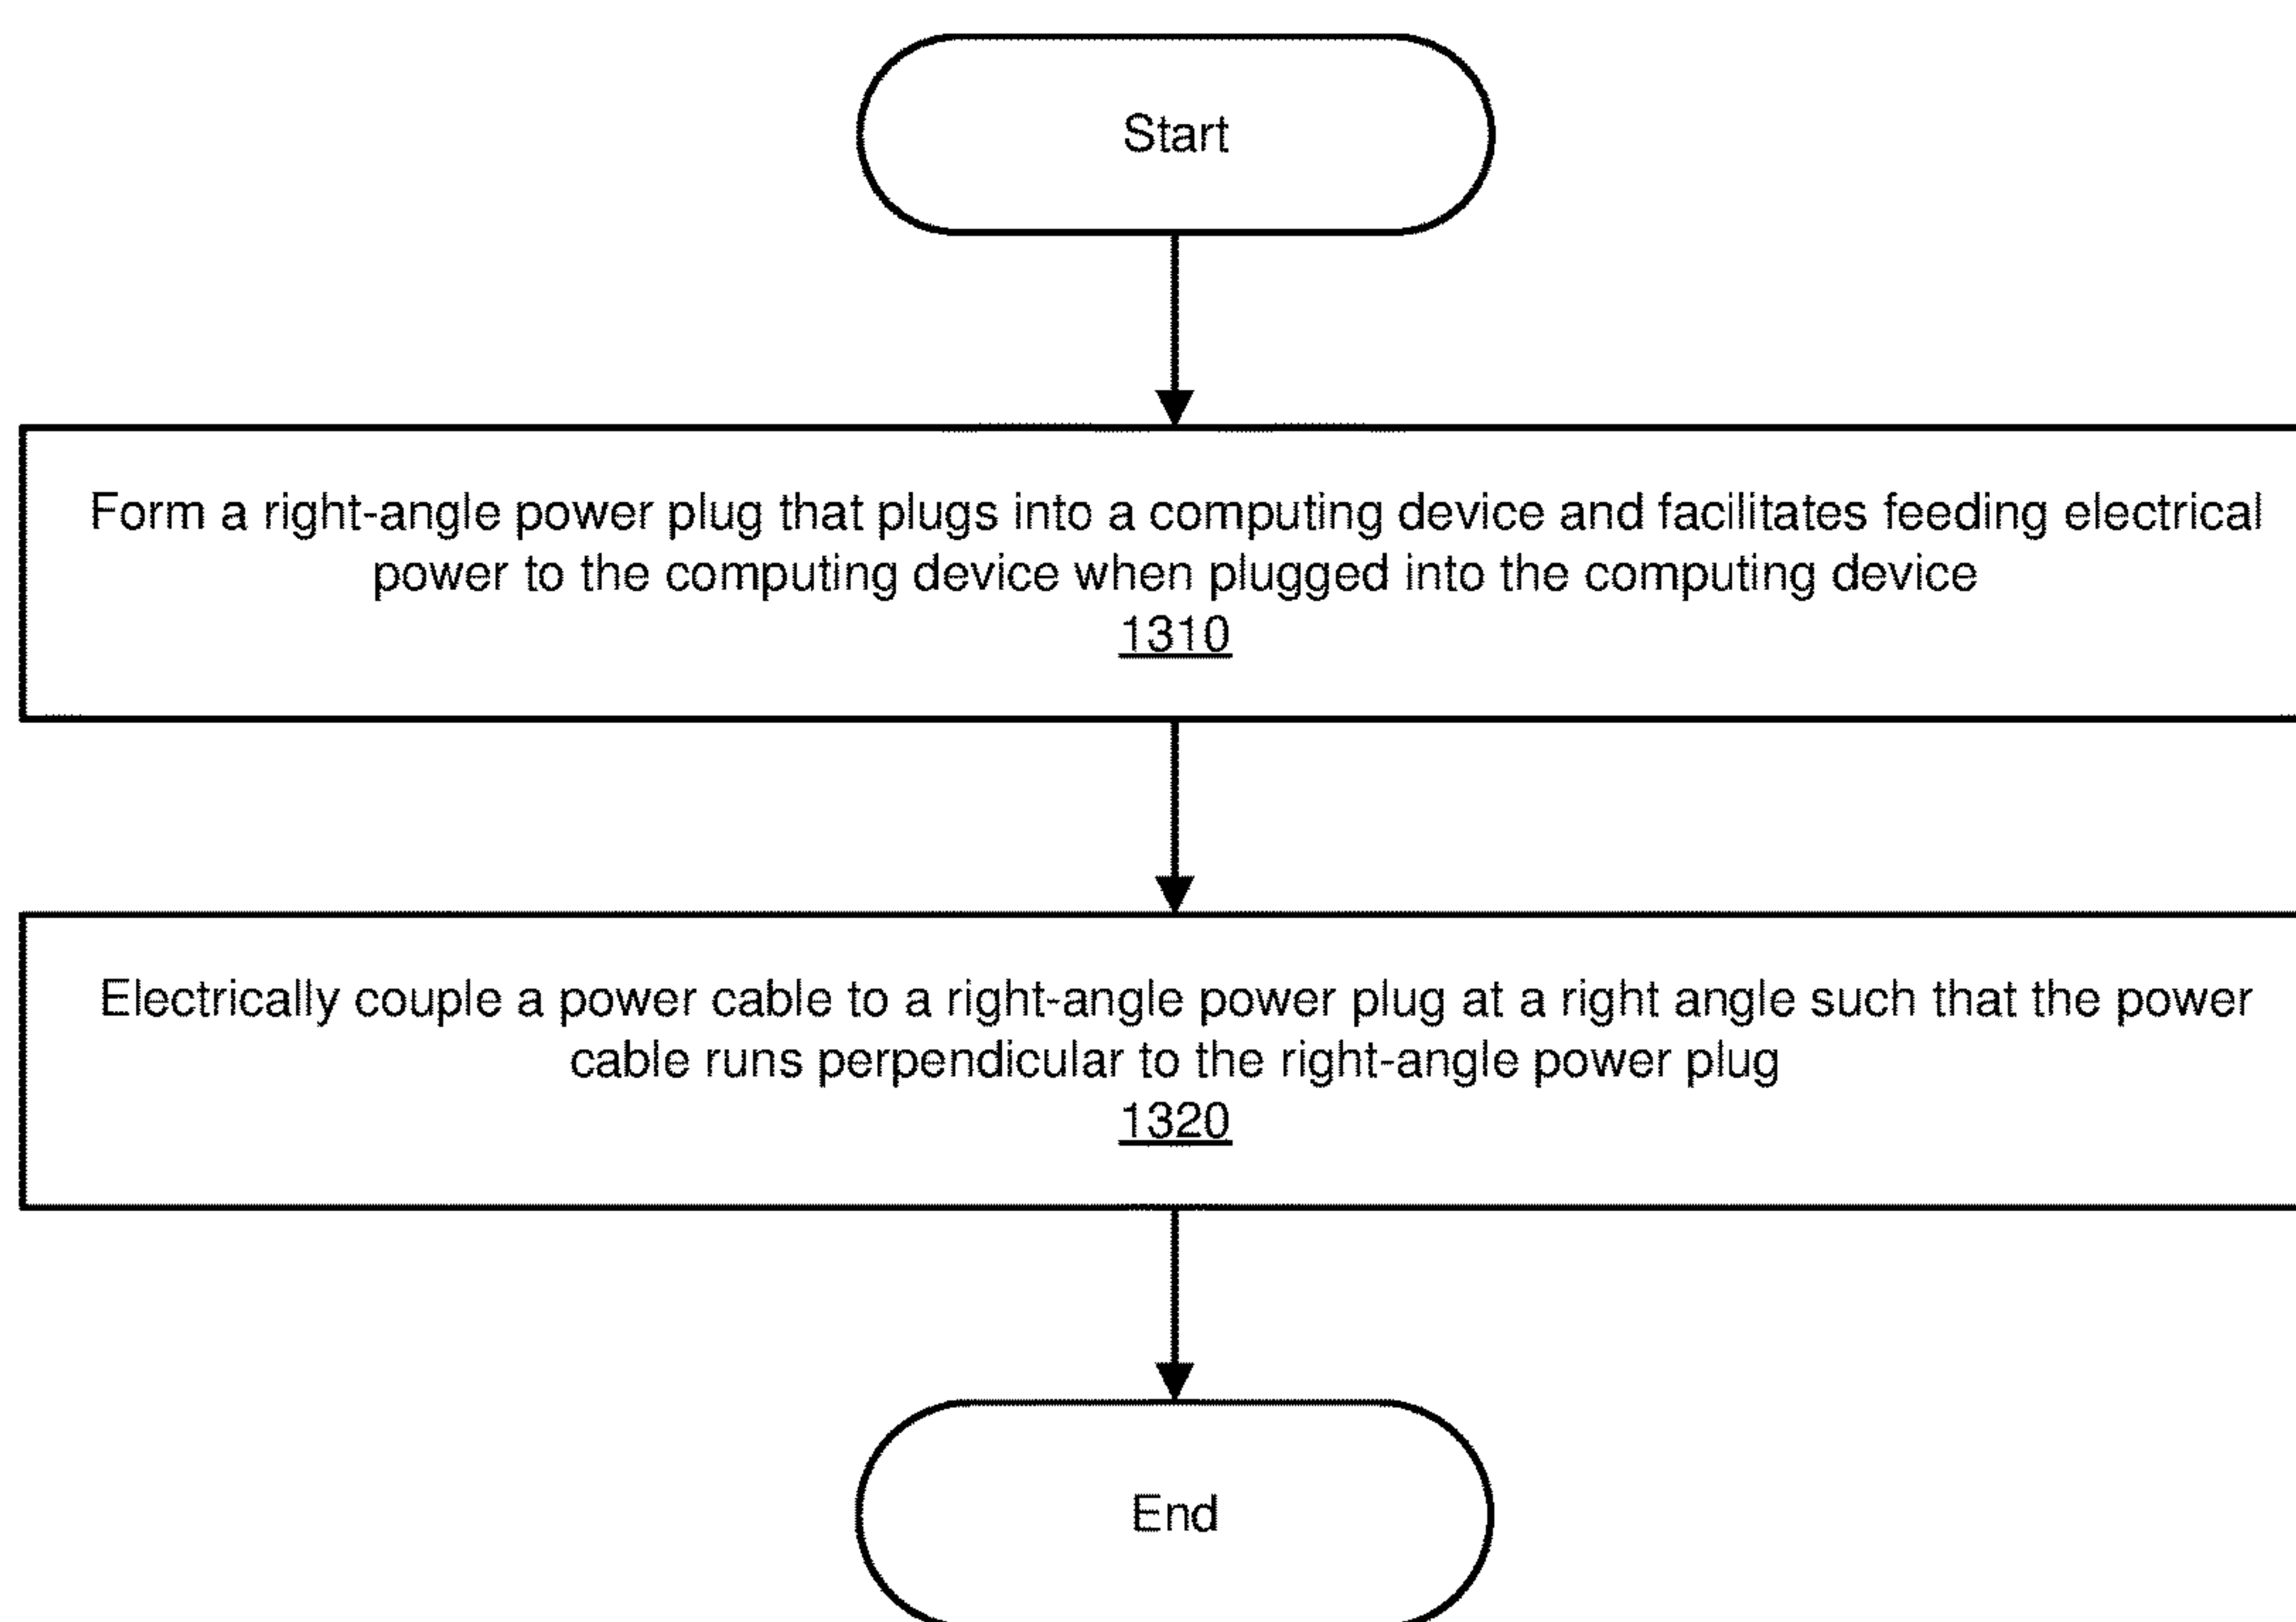 Start
Form a right-angle power plug that plugs into a computing device and facilitates feeding electrical
power to the computing device when plugged into the computing device
1310
Electrically couple a power cable to a right-angle power plug at a right angle such that the power
cable runs perpendicular to the right-angle power plug
1320
End